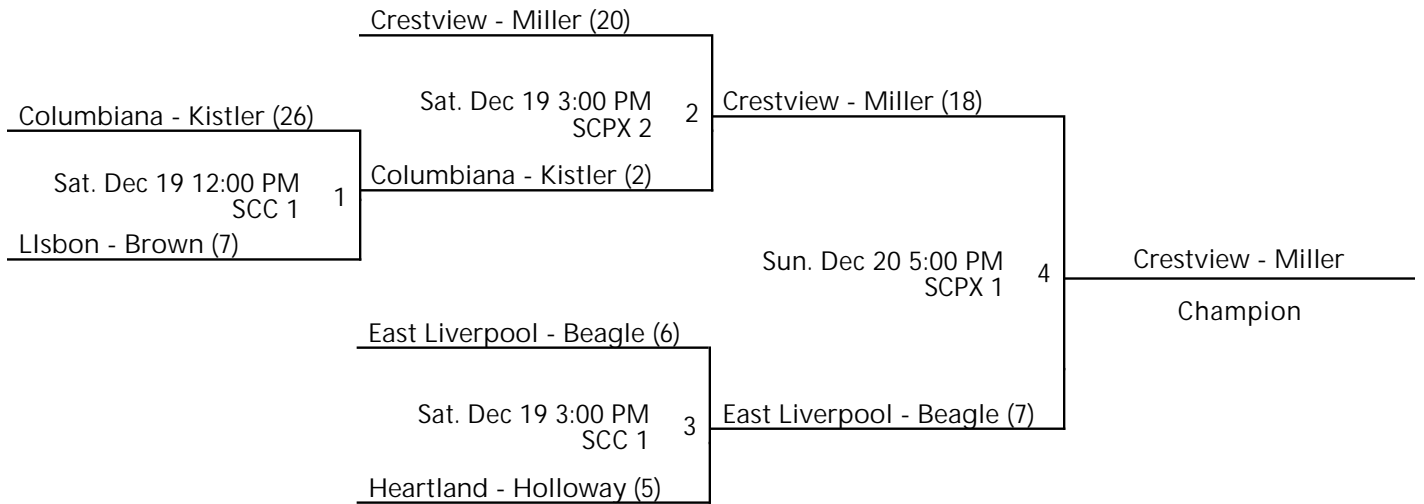 Crestview - Miller (20)
Sat. Dec 19 3:00 PM
SCPX 2
2
Crestview - Miller (18)
Columbiana - Kistler (26)
Sat. Dec 19 12:00 PM
SCC 1
1
Columbiana - Kistler (2)
LIsbon - Brown (7)
Sun. Dec 20 5:00 PM
SCPX 1
4
Crestview - Miller
Champion
East Liverpool - Beagle (6)
Sat. Dec 19 3:00 PM
SCC 1
3
East Liverpool - Beagle (7)
Heartland - Holloway (5)